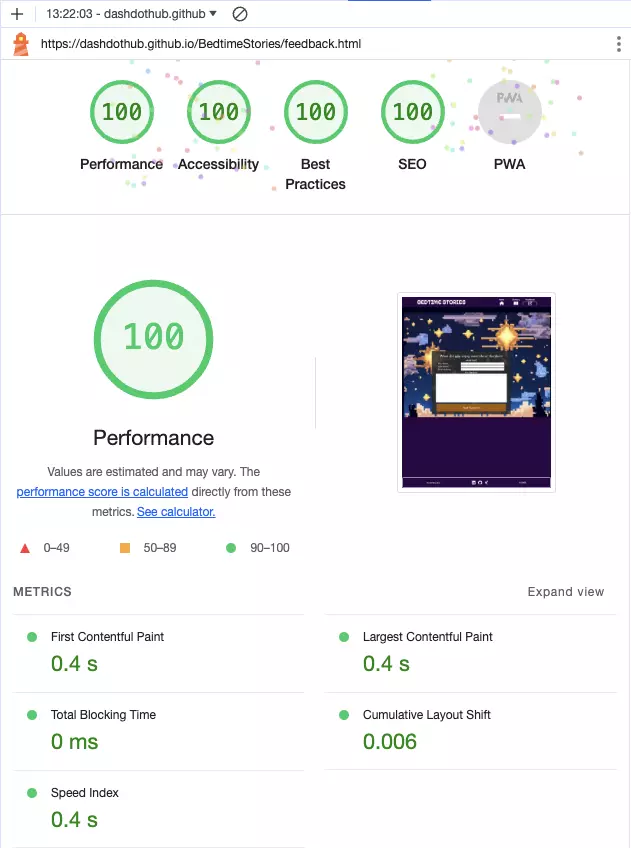 13:22:03 - dashdothub.github
https://dashdothub.github.io/BedtimeStories/feedback.html
100 100 100 100 PWA
Performance Accessibility Best Practices SEO PWA
100
BEDTIME STORIES
Performance
Values are estimated and may vary. The
performance score is calculated directly from these
metrics. See calculator.
0–49 50–89 90–100
METRICS
Expand view
First Contentful Paint
0.4 s
Largest Contentful Paint
0.4 s
Total Blocking Time
0 ms
Cumulative Layout Shift
0.006
Speed Index
0.4 s